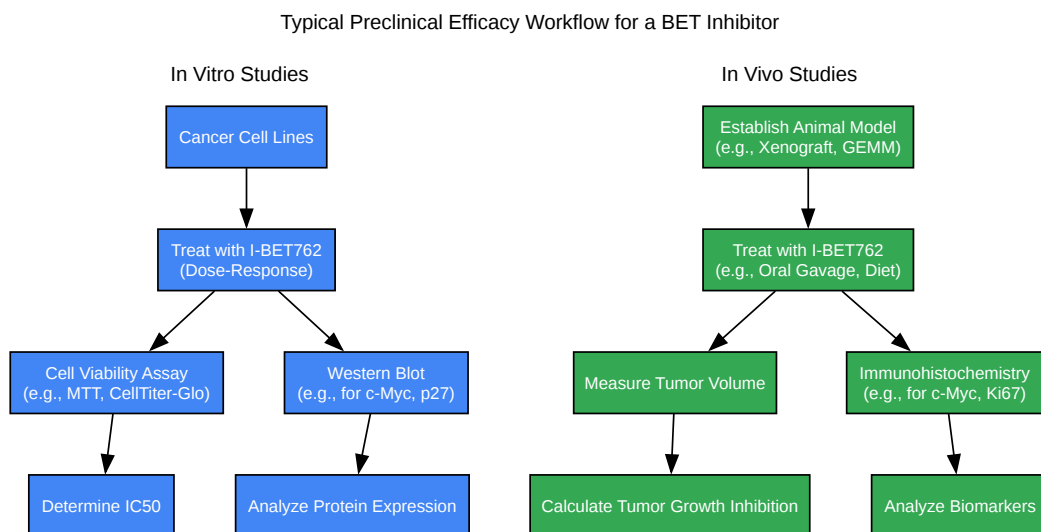 Typical Preclinical Efficacy Workflow for a BET Inhibitor
In Vitro Studies
Cancer Cell Lines
Treat with I-BET762
(Dose-Response)
Cell Viability Assay
(e.g., MTT, CellTiter-Glo)
Western Blot
(e.g., for c-Myc, p27)
Determine IC50
Analyze Protein Expression
In Vivo Studies
Establish Animal Model
(e.g., Xenograft, GEMM)
Treat with I-BET762
(e.g., Oral Gavage, Diet)
Measure Tumor Volume
Immunohistochemistry
(e.g., for c-Myc, Ki67)
Calculate Tumor Growth Inhibition
Analyze Biomarkers